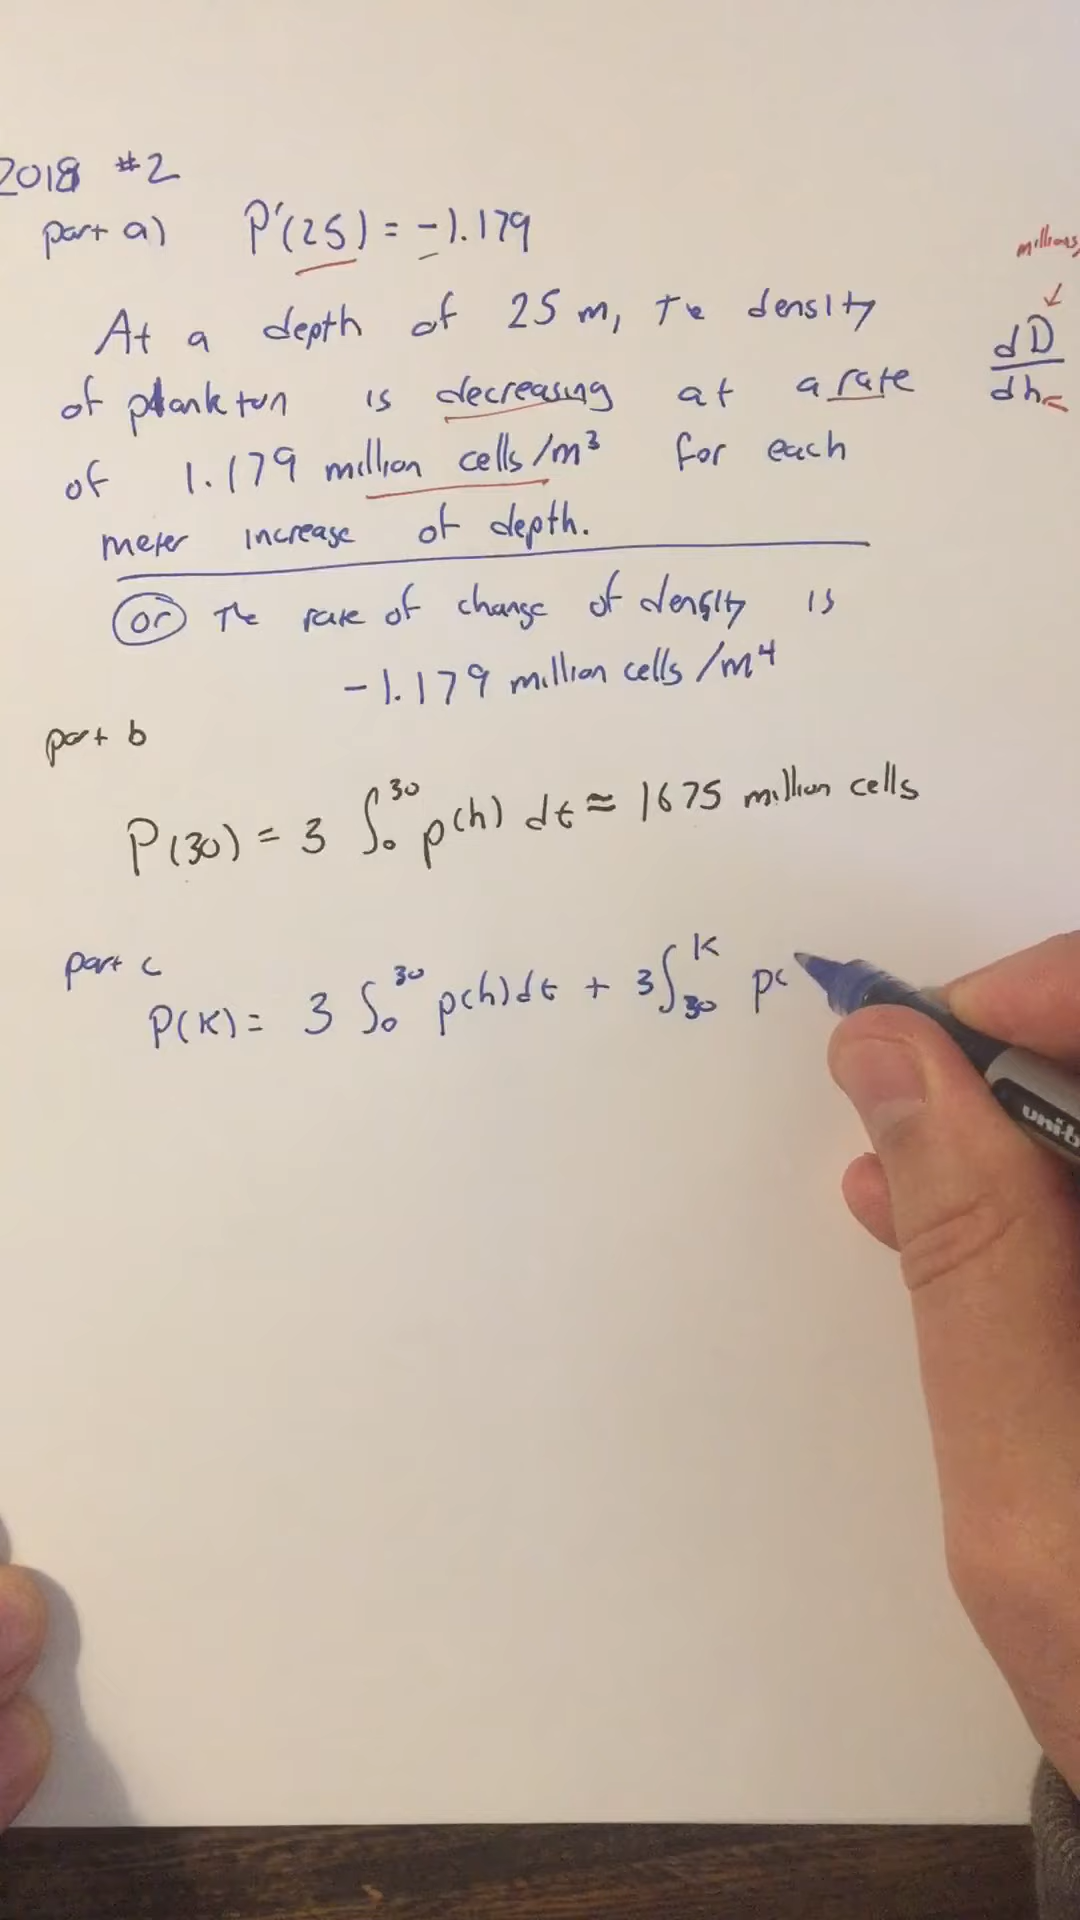 2018 #2
part a) P'(25) = -1.179
millions
At a depth of 25 m, the density
dD
of plankton is decreasing at a rate
dh
of 1.179 million cells/m³ for each
meter increase of depth.
or The rate of change of density is
-1.179 million cells/m⁴
part b
P(30) = 3 ∫₀³⁰ p(h) dt ≈ 1675 million cells
part c
P(K) = 3 ∫₀³⁰ p(h) dt + 3 ∫₃₀ᴷ p(
uni-b